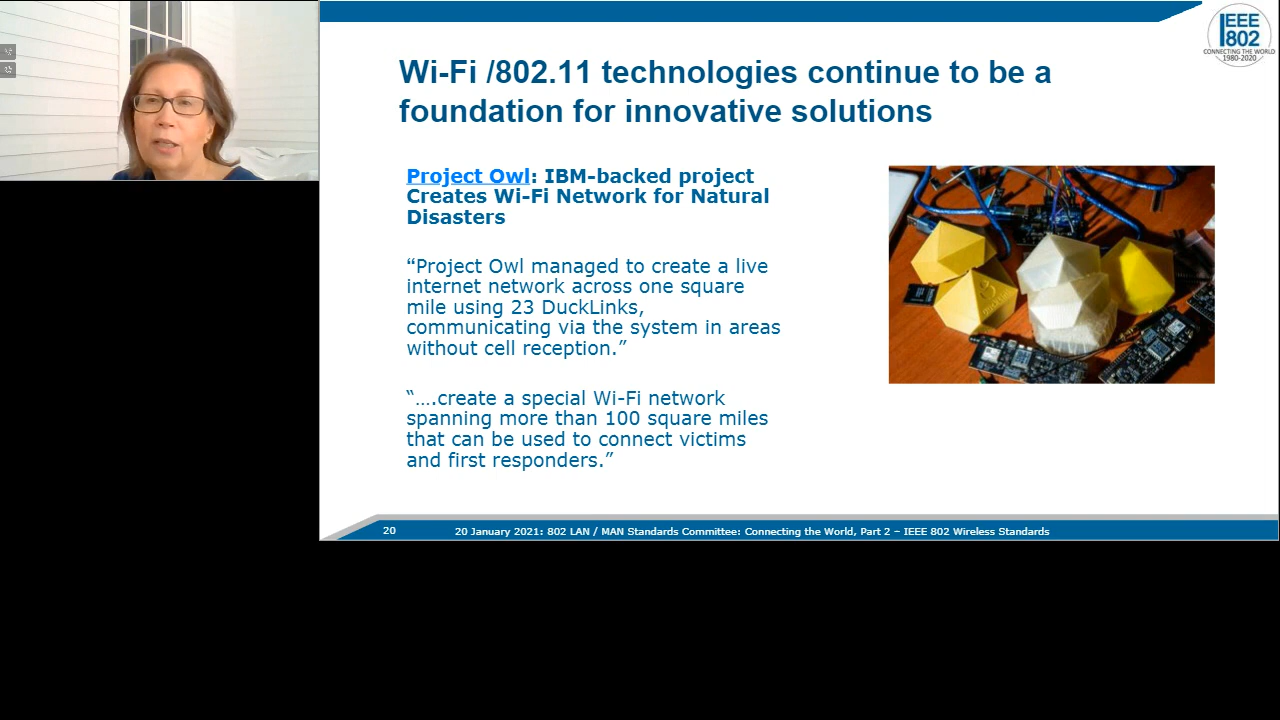 IEEE
802
CONNECTING THE WORLD
1980-2020
Wi-Fi /802.11 technologies continue to be a
foundation for innovative solutions
Project Owl: IBM-backed project
Creates Wi-Fi Network for Natural
Disasters
“Project Owl managed to create a live
internet network across one square
mile using 23 DuckLinks,
communicating via the system in areas
without cell reception.”
“….create a special Wi-Fi network
spanning more than 100 square miles
that can be used to connect victims
and first responders.”
20
20 January 2021: 802 LAN / MAN Standards Committee: Connecting the World, Part 2 – IEEE 802 Wireless Standards